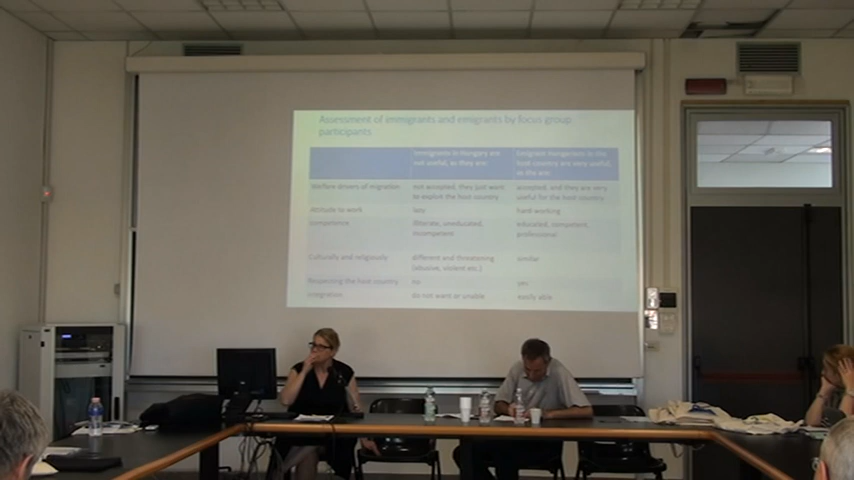 Assessment of immigrants and emigrants by focus group
participants
Immigrants in Hungary are
not useful, as they are:
Emigrant Hungarians in the
host country are very useful,
as the are:
Welfare drivers of migration
not accepted, they just want
to exploit the host country
accepted, and they are very
useful for the host country
Attitude to work
lazy
hard working
competence
illiterate, uneducated,
incompetent
educated, competent,
professional
Culturally and religiously
different and threatening
(abusive, violent etc.)
similar
Respecting the host country
no
yes
integration
do not want or unable
easily able